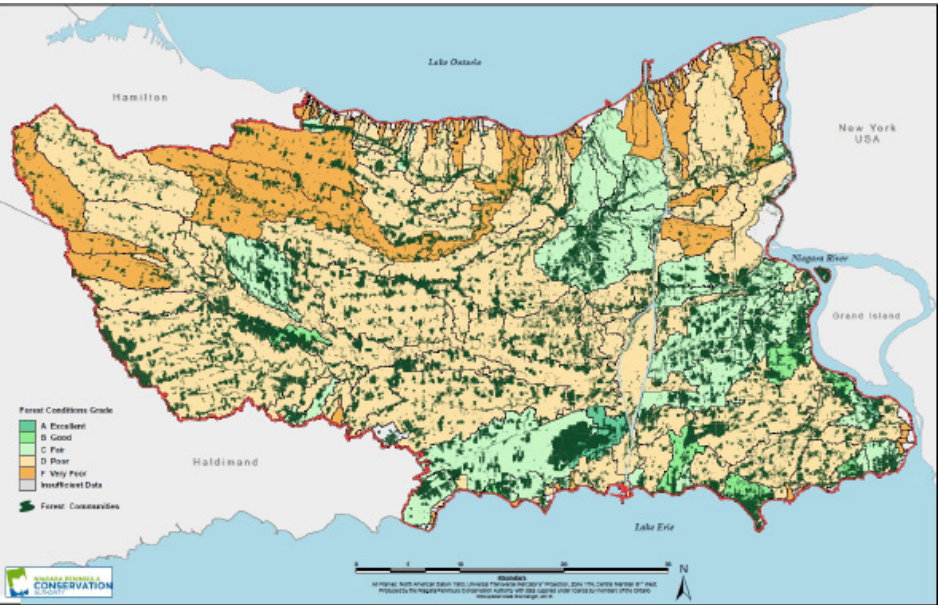 Lake Ontario
Hamilton
New York
USA
Niagara River
Grand Island
Forest Conditions Grade
A Excellent
B Good
C Fair
D Poor
F Very Poor
Insufficient Data
Forest Communities
Haldimand
Lake Erie
NIAGARA PENINSULA
CONSERVATION
AUTHORITY
Kilometers
N